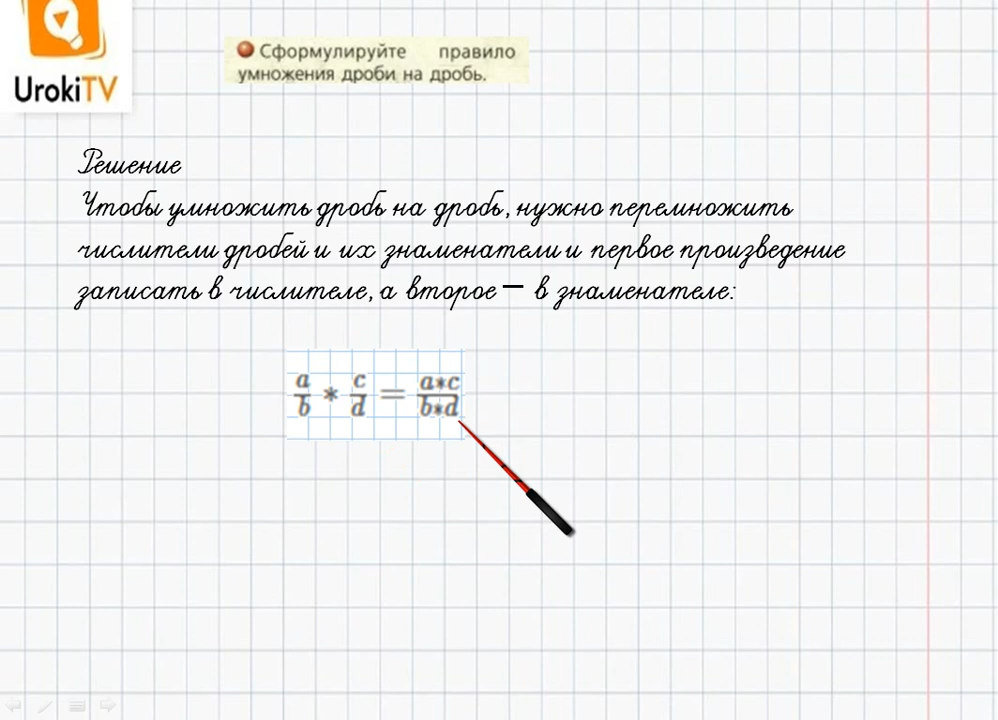 UrokiTV
Сформулируйте правило
умножения дроби на дробь.
Решение
Чтобы умножить дробь на дробь, нужно перемножить
числители дробей и их знаменатели и первое произведение
записать в числителе, а второе — в знаменателе:
a/b * c/d = a*c/b*d